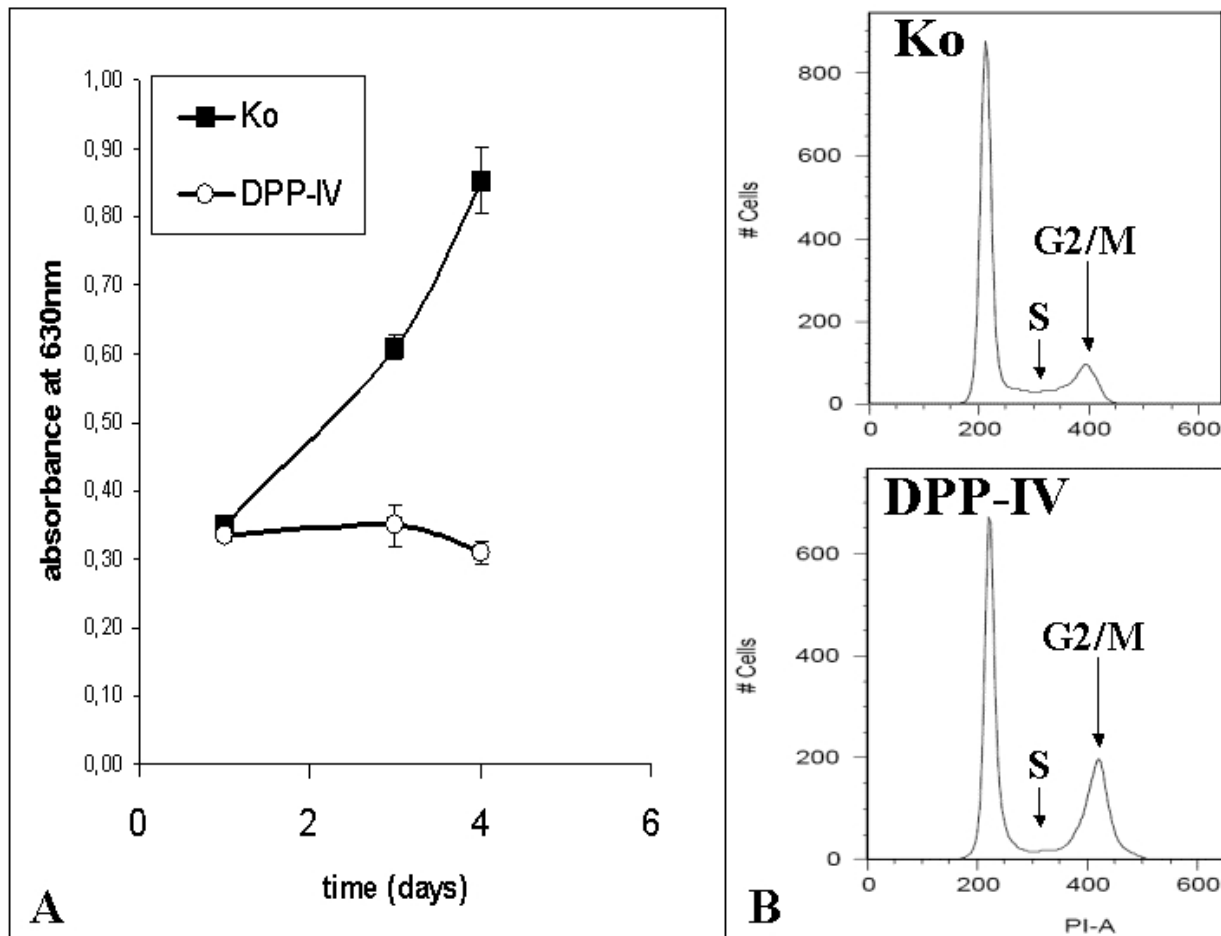 1,00
0,90
0,80
0,70
0,60
0,50
0,40
0,30
0,20
0,10
0,00
absorbance at 630nm
Ko
DPP-IV
0 2 4 6
time (days)
A
Ko
800
600
400
200
0
# Cells
S
G2/M
0 200 400 600
DPP-IV
600
400
200
0
# Cells
S
G2/M
0 200 400 600
PI-A
B